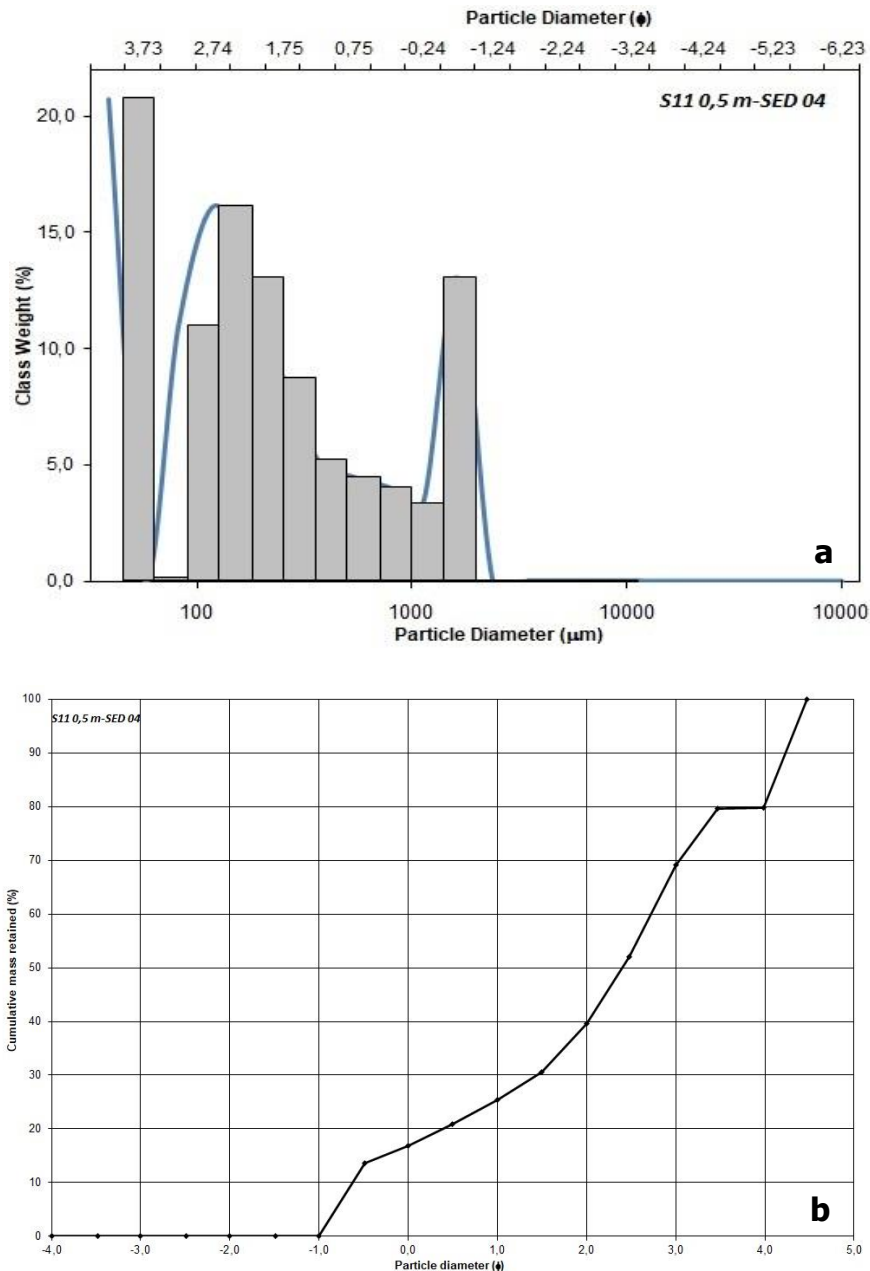 Particle Diameter (ϕ)
3,73 2,74 1,75 0,75 -0,24 -1,24 -2,24 -3,24 -4,24 -5,23 -6,23
S11 0,5 m-SED 04
20,0
15,0
10,0
5,0
0,0
Class Weight (%)
a
100 1000 10000 10000
Particle Diameter (μm)
100
90
80
70
60
50
40
30
20
10
0
S11 0,5 m-SED 04
Cumulative mass retained (%)
b
-4,0 -3,0 -2,0 -1,0 0,0 1,0 2,0 3,0 4,0 5,0
Particle diameter (ϕ)